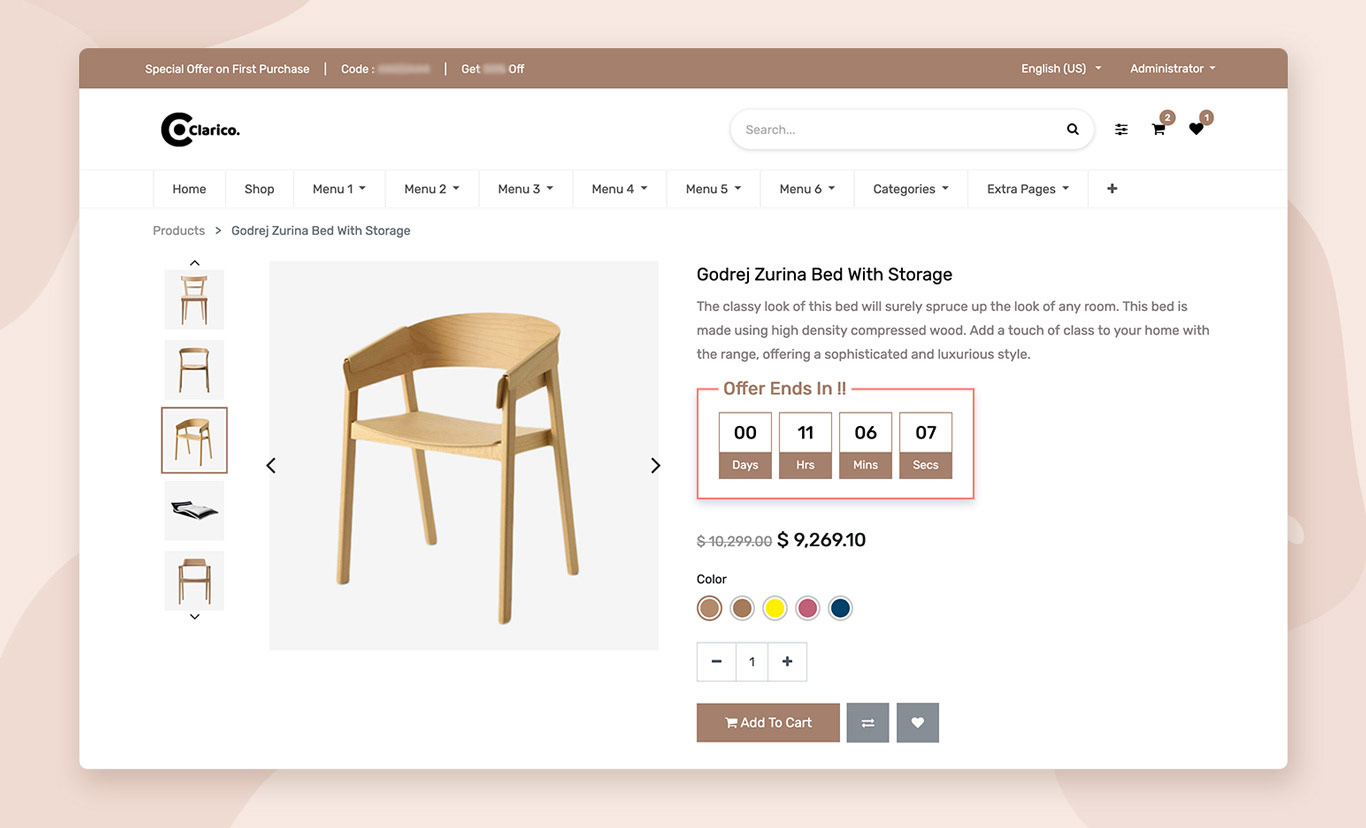 Special Offer on First Purchase | Code : | Get Off
English (US) Administrator
Clarico.
Search...
2
1
Home Shop Menu 1 Menu 2 Menu 3 Menu 4 Menu 5 Menu 6 Categories Extra Pages +
Products > Godrej Zurina Bed With Storage
Godrej Zurina Bed With Storage
The classy look of this bed will surely spruce up the look of any room. This bed is
made using high density compressed wood. Add a touch of class to your home with
the range, offering a sophisticated and luxurious style.
Offer Ends In !!
00 11 06 07
Days Hrs Mins Secs
$ 10,299.00 $ 9,269.10
Color
− 1 +
Add To Cart